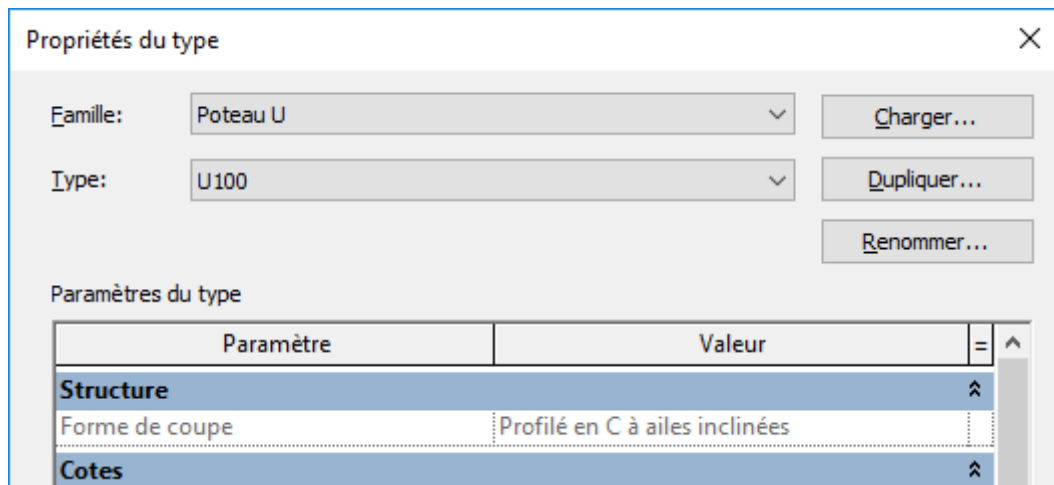 Propriétés du type
Famille: Poteau U Charger...
Type: U100 Dupliquer...
Renommer...
Paramètres du type
Paramètre Valeur =
Structure
Forme de coupe Profilé en C à ailes inclinées
Cotes